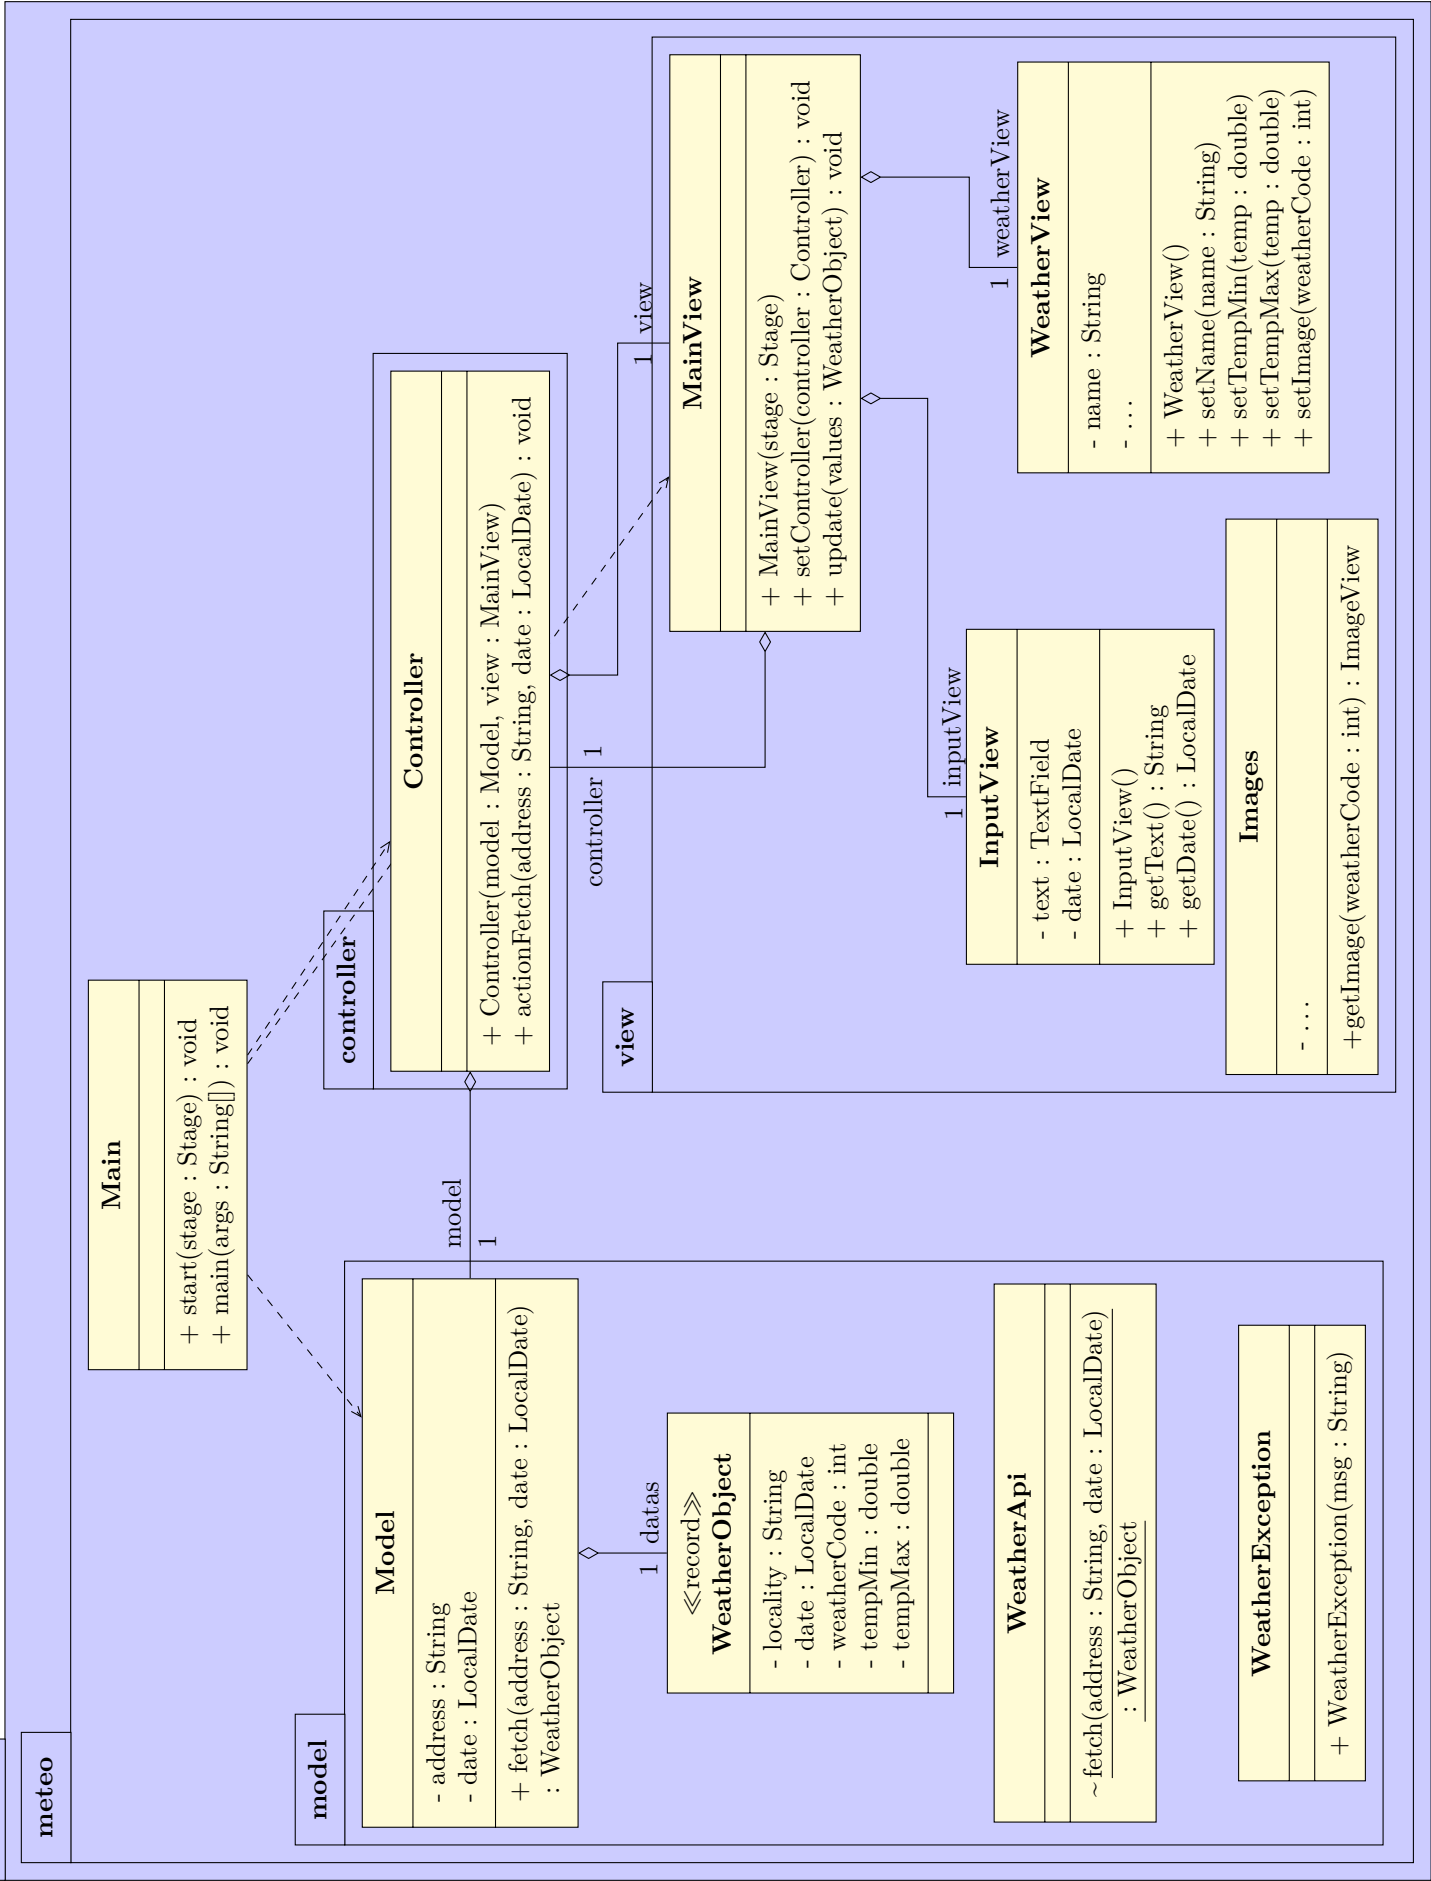 meteo
Main
+ start(stage : Stage) : void
+ main(args : String[]) : void
model
Model
- address : String
- date : LocalDate
+ fetch(address : String, date : LocalDate)
: WeatherObject
model
1
1 datas
≪record≫
WeatherObject
- locality : String
- date : LocalDate
- weatherCode : int
- tempMin : double
- tempMax : double
WeatherApi
~fetch(address : String, date : LocalDate)
: WeatherObject
WeatherException
+ WeatherException(msg : String)
controller
Controller
+ Controller(model : Model, view : MainView)
+ actionFetch(address : String, date : LocalDate) : void
controller
1
1 view
view
MainView
+ MainView(stage : Stage)
+ setController(controller : Controller) : void
+ update(values : WeatherObject) : void
1 inputView
InputView
- text : TextField
- date : LocalDate
+ InputView()
+ getText() : String
+ getDate() : LocalDate
1 weatherView
WeatherView
- name : String
- ...
+ WeatherView()
+ setName(name : String)
+ setTempMin(temp : double)
+ setTempMax(temp : double)
+ setImage(weatherCode : int)
Images
- ...
+getImage(weatherCode : int) : ImageView